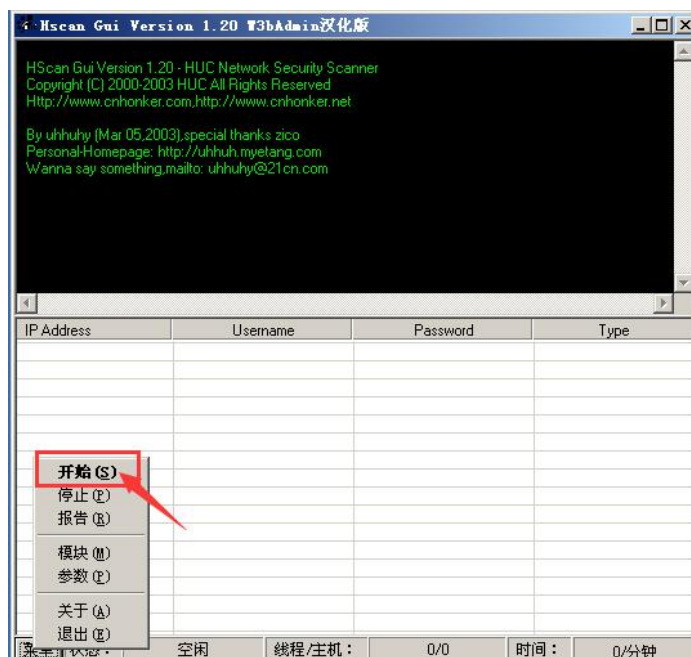 Hscan Gui Version 1.20 W3bAdmin汉化版
HScan Gui Version 1.20 - HUC Network Security Scanner
Copyright (C) 2000-2003 HUC All Rights Reserved
Http://www.cnhonker.com,http://www.cnhonker.net
By uhhuhy (Mar 05,2003),special thanks zico
Personal-Homepage: http://uhhuh.myetang.com
Wanna say something,mailto: uhhuhy@21cn.com
IP Address Username Password Type
开始(S)
停止(P)
报告(R)
模块(M)
参数(P)
关于(A)
退出(E)
菜单 状态: 空闲 线程/主机: 0/0 时间: 0/分钟